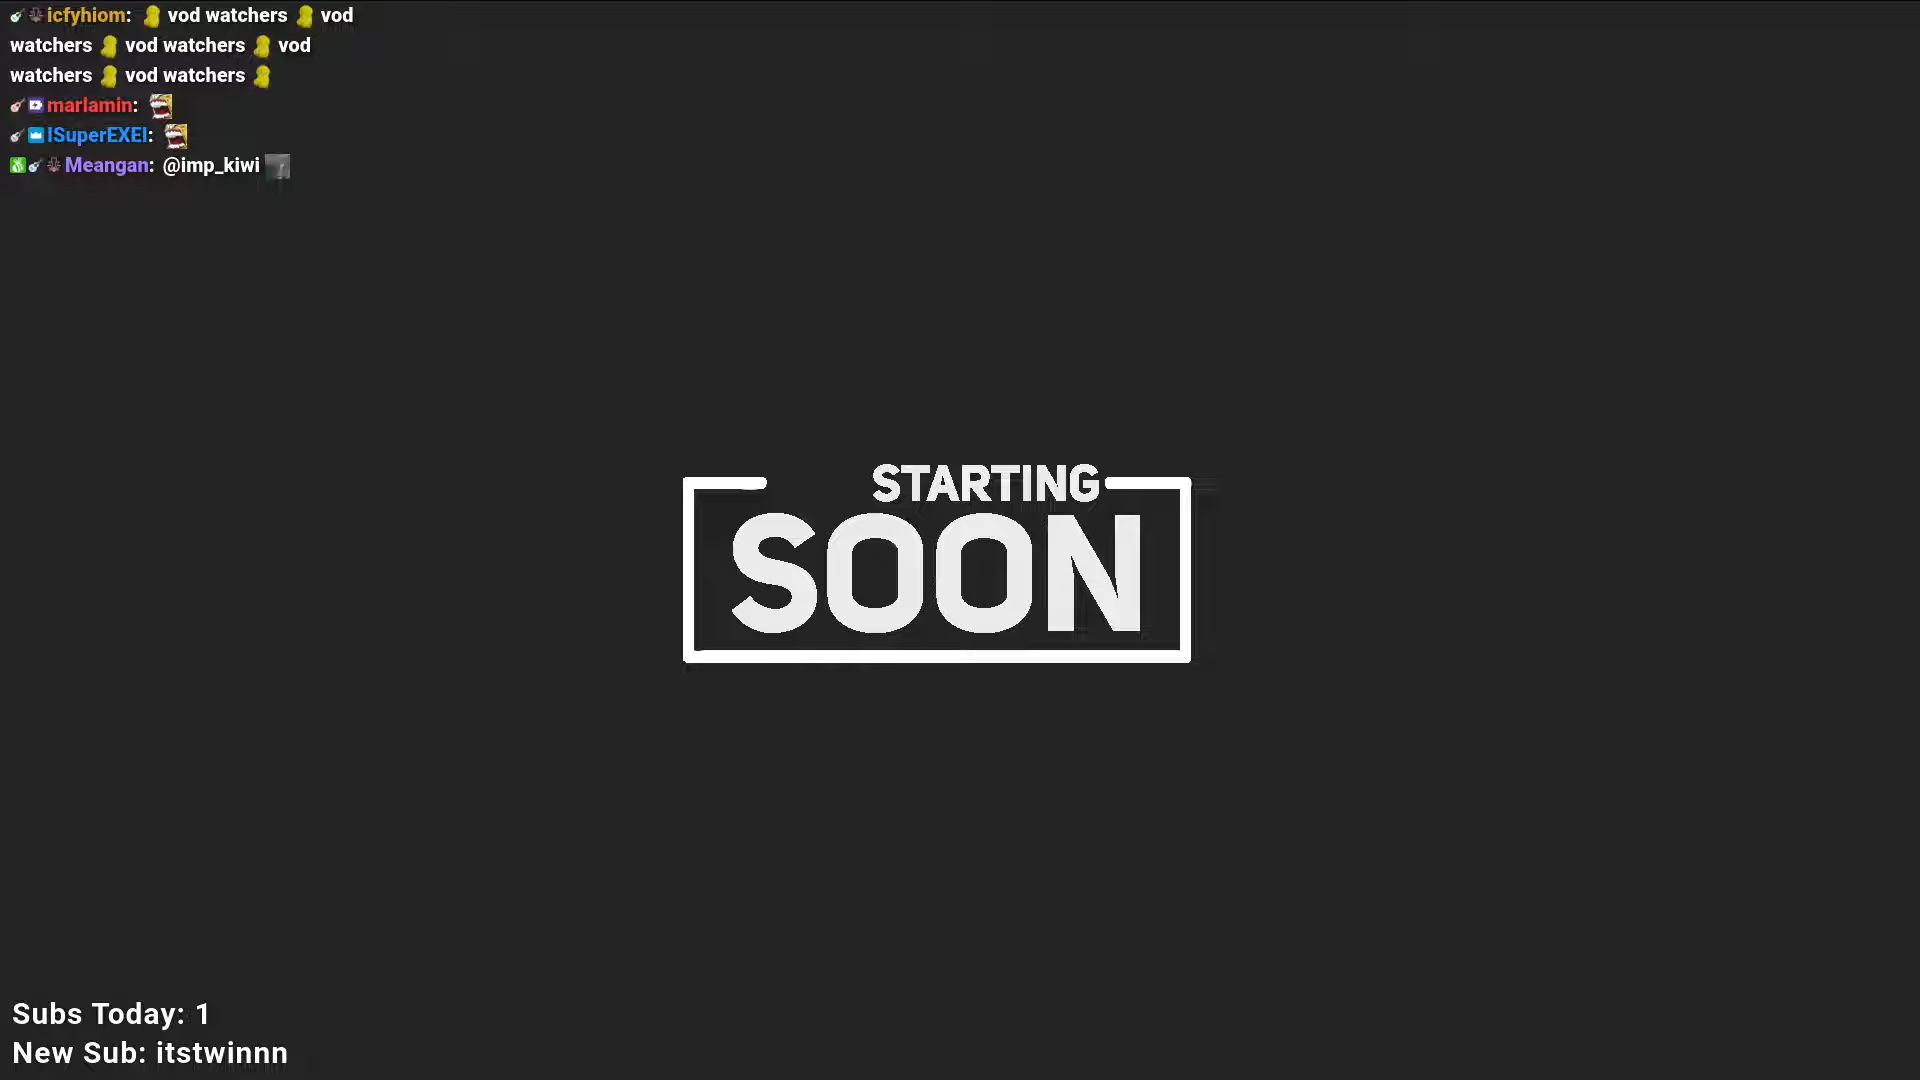 icfyhiom: vod watchers vod
watchers vod watchers vod
watchers vod watchers
marlamin:
ISuperEXEI:
Meangan: @imp_kiwi
STARTING
SOON
Subs Today: 1
New Sub: itstwinnn